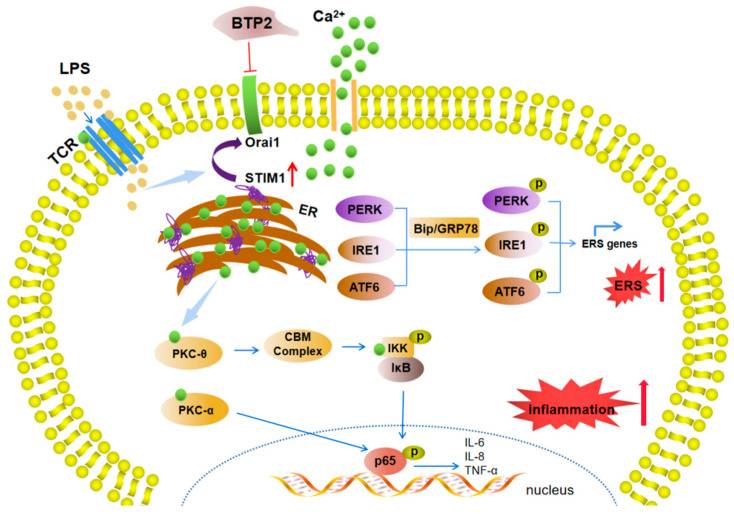 BTP2
Ca²⁺
LPS
TCR
Orai1
STIM1
ER
PERK
IRE1
ATF6
Bip/GRP78
p
PERK
p
IRE1
p
ATF6
ERS genes
ERS
PKC-θ
CBM
Complex
p
IKK
IκB
PKC-α
inflammation
p65
p
IL-6
IL-8
TNF-α
nucleus